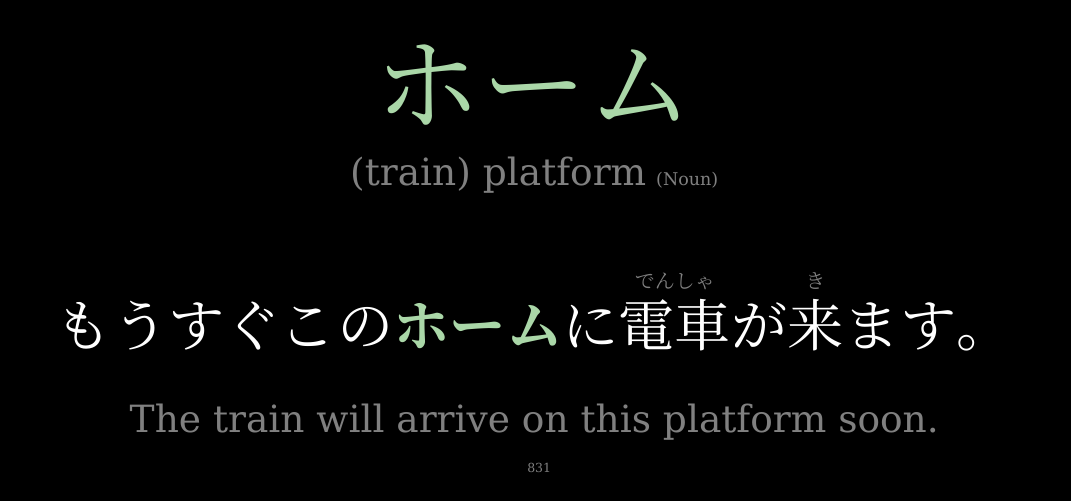 ホーム
(train) platform (Noun)
でんしゃ き
もうすぐこのホームに電車が来ます。
The train will arrive on this platform soon.
831